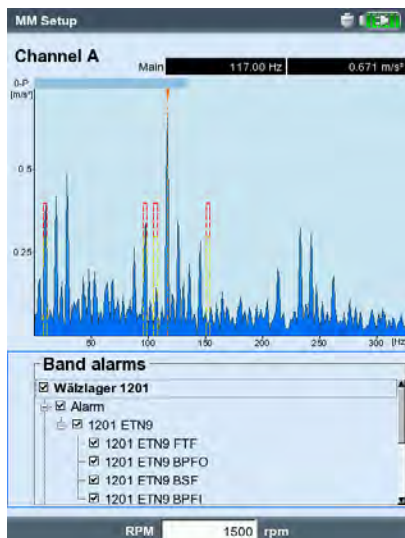 MM Setup
Channel A
Main 117.00 Hz 0.671 m/s²
0-P
[m/s²]
0.5
0.25
50 100 150 200 250 300 [Hz]
Band alarms
Wälzlager 1201
Alarm
1201 ETN9
1201 ETN9 FTF
1201 ETN9 BPFO
1201 ETN9 BSF
1201 ETN9 BPFI
RPM 1500 rpm